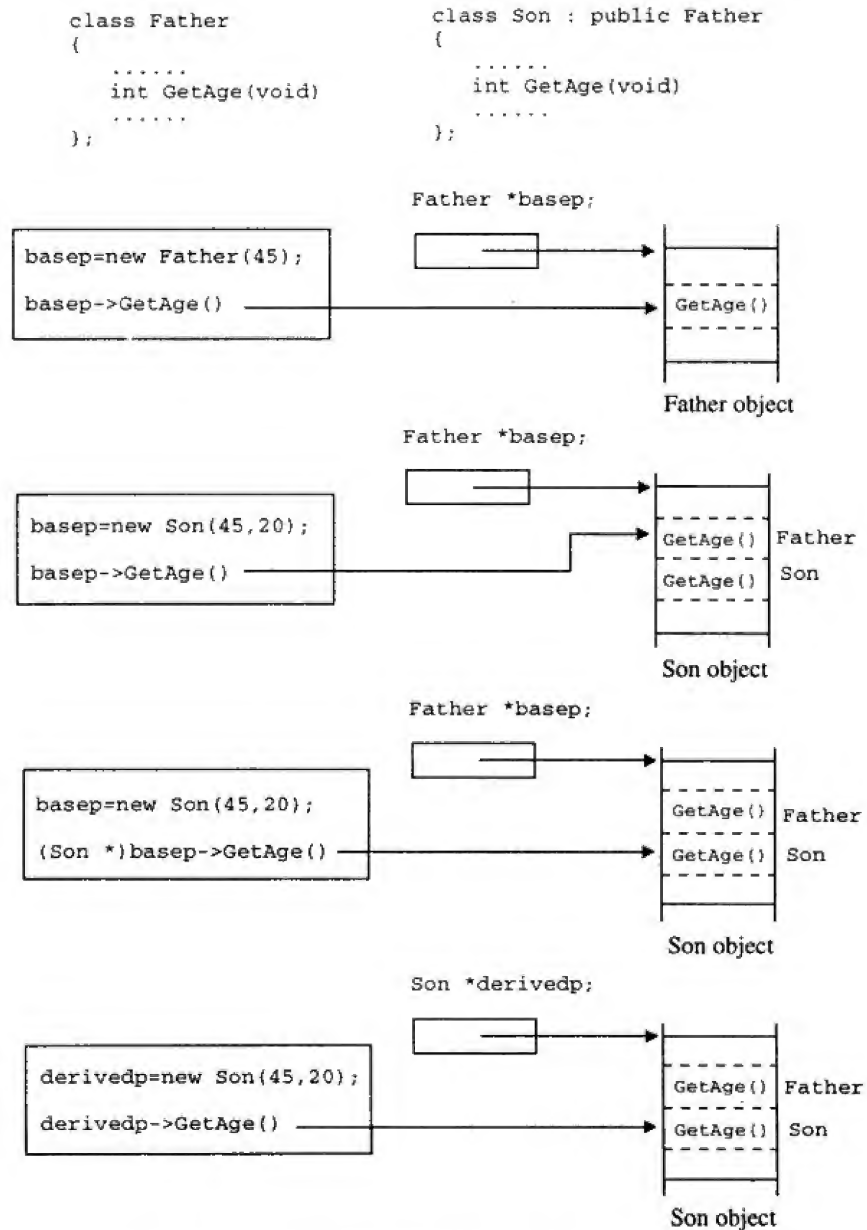 class Father
{
......
int GetAge(void)
......
};
class Son : public Father
{
......
int GetAge(void)
......
};
Father *basep;
basep=new Father(45);
basep->GetAge()
GetAge()
Father object
Father *basep;
basep=new Son(45,20);
basep->GetAge()
GetAge() Father
GetAge() Son
Son object
Father *basep;
basep=new Son(45,20);
(Son *)basep->GetAge()
GetAge() Father
GetAge() Son
Son object
Son *derivedp;
derivedp=new Son(45,20);
derivedp->GetAge()
GetAge() Father
GetAge() Son
Son object